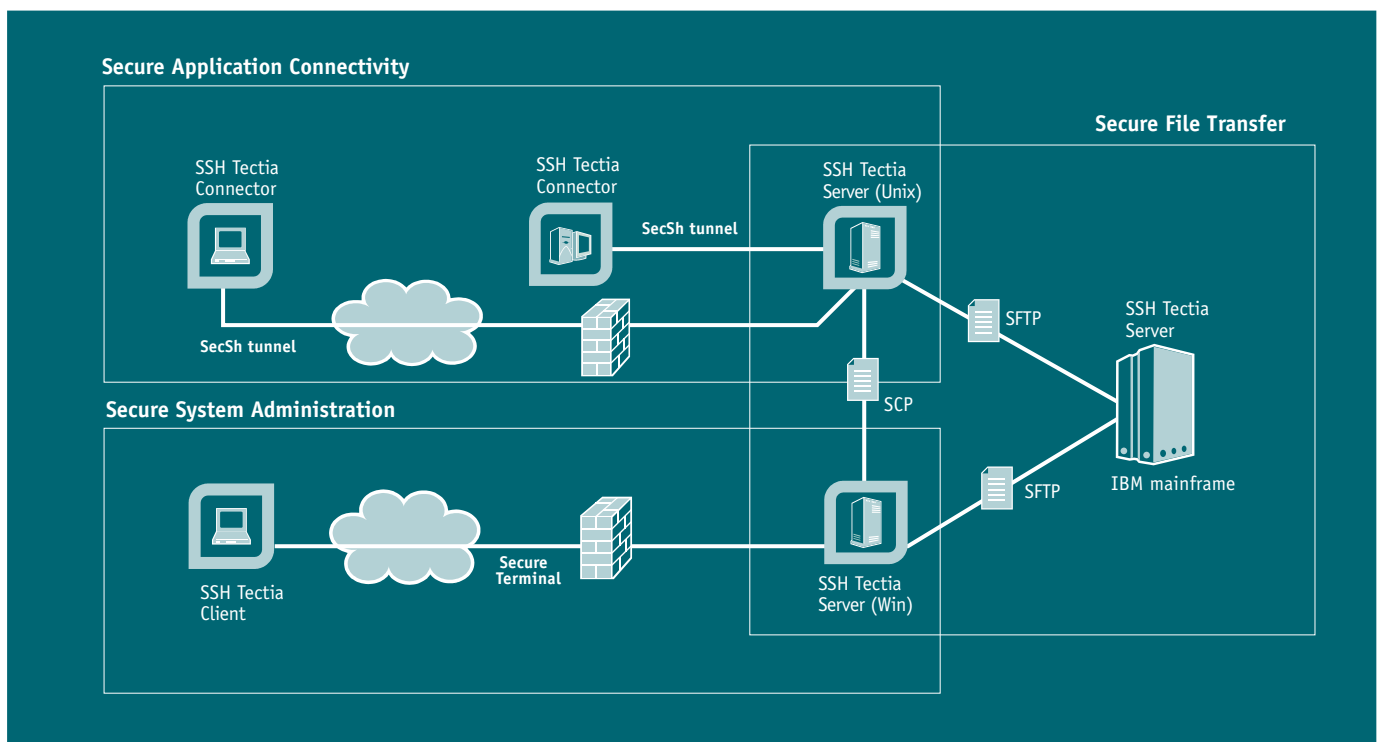 Secure Application Connectivity
Secure File Transfer
SSH Tectia
Connector
SSH Tectia
Connector
SSH Tectia
Server (Unix)
SecSh tunnel
SecSh tunnel
SFTP
SSH Tectia
Server
SCP
Secure System Administration
SFTP
IBM mainframe
Secure
Terminal
SSH Tectia
Client
SSH Tectia
Server (Win)